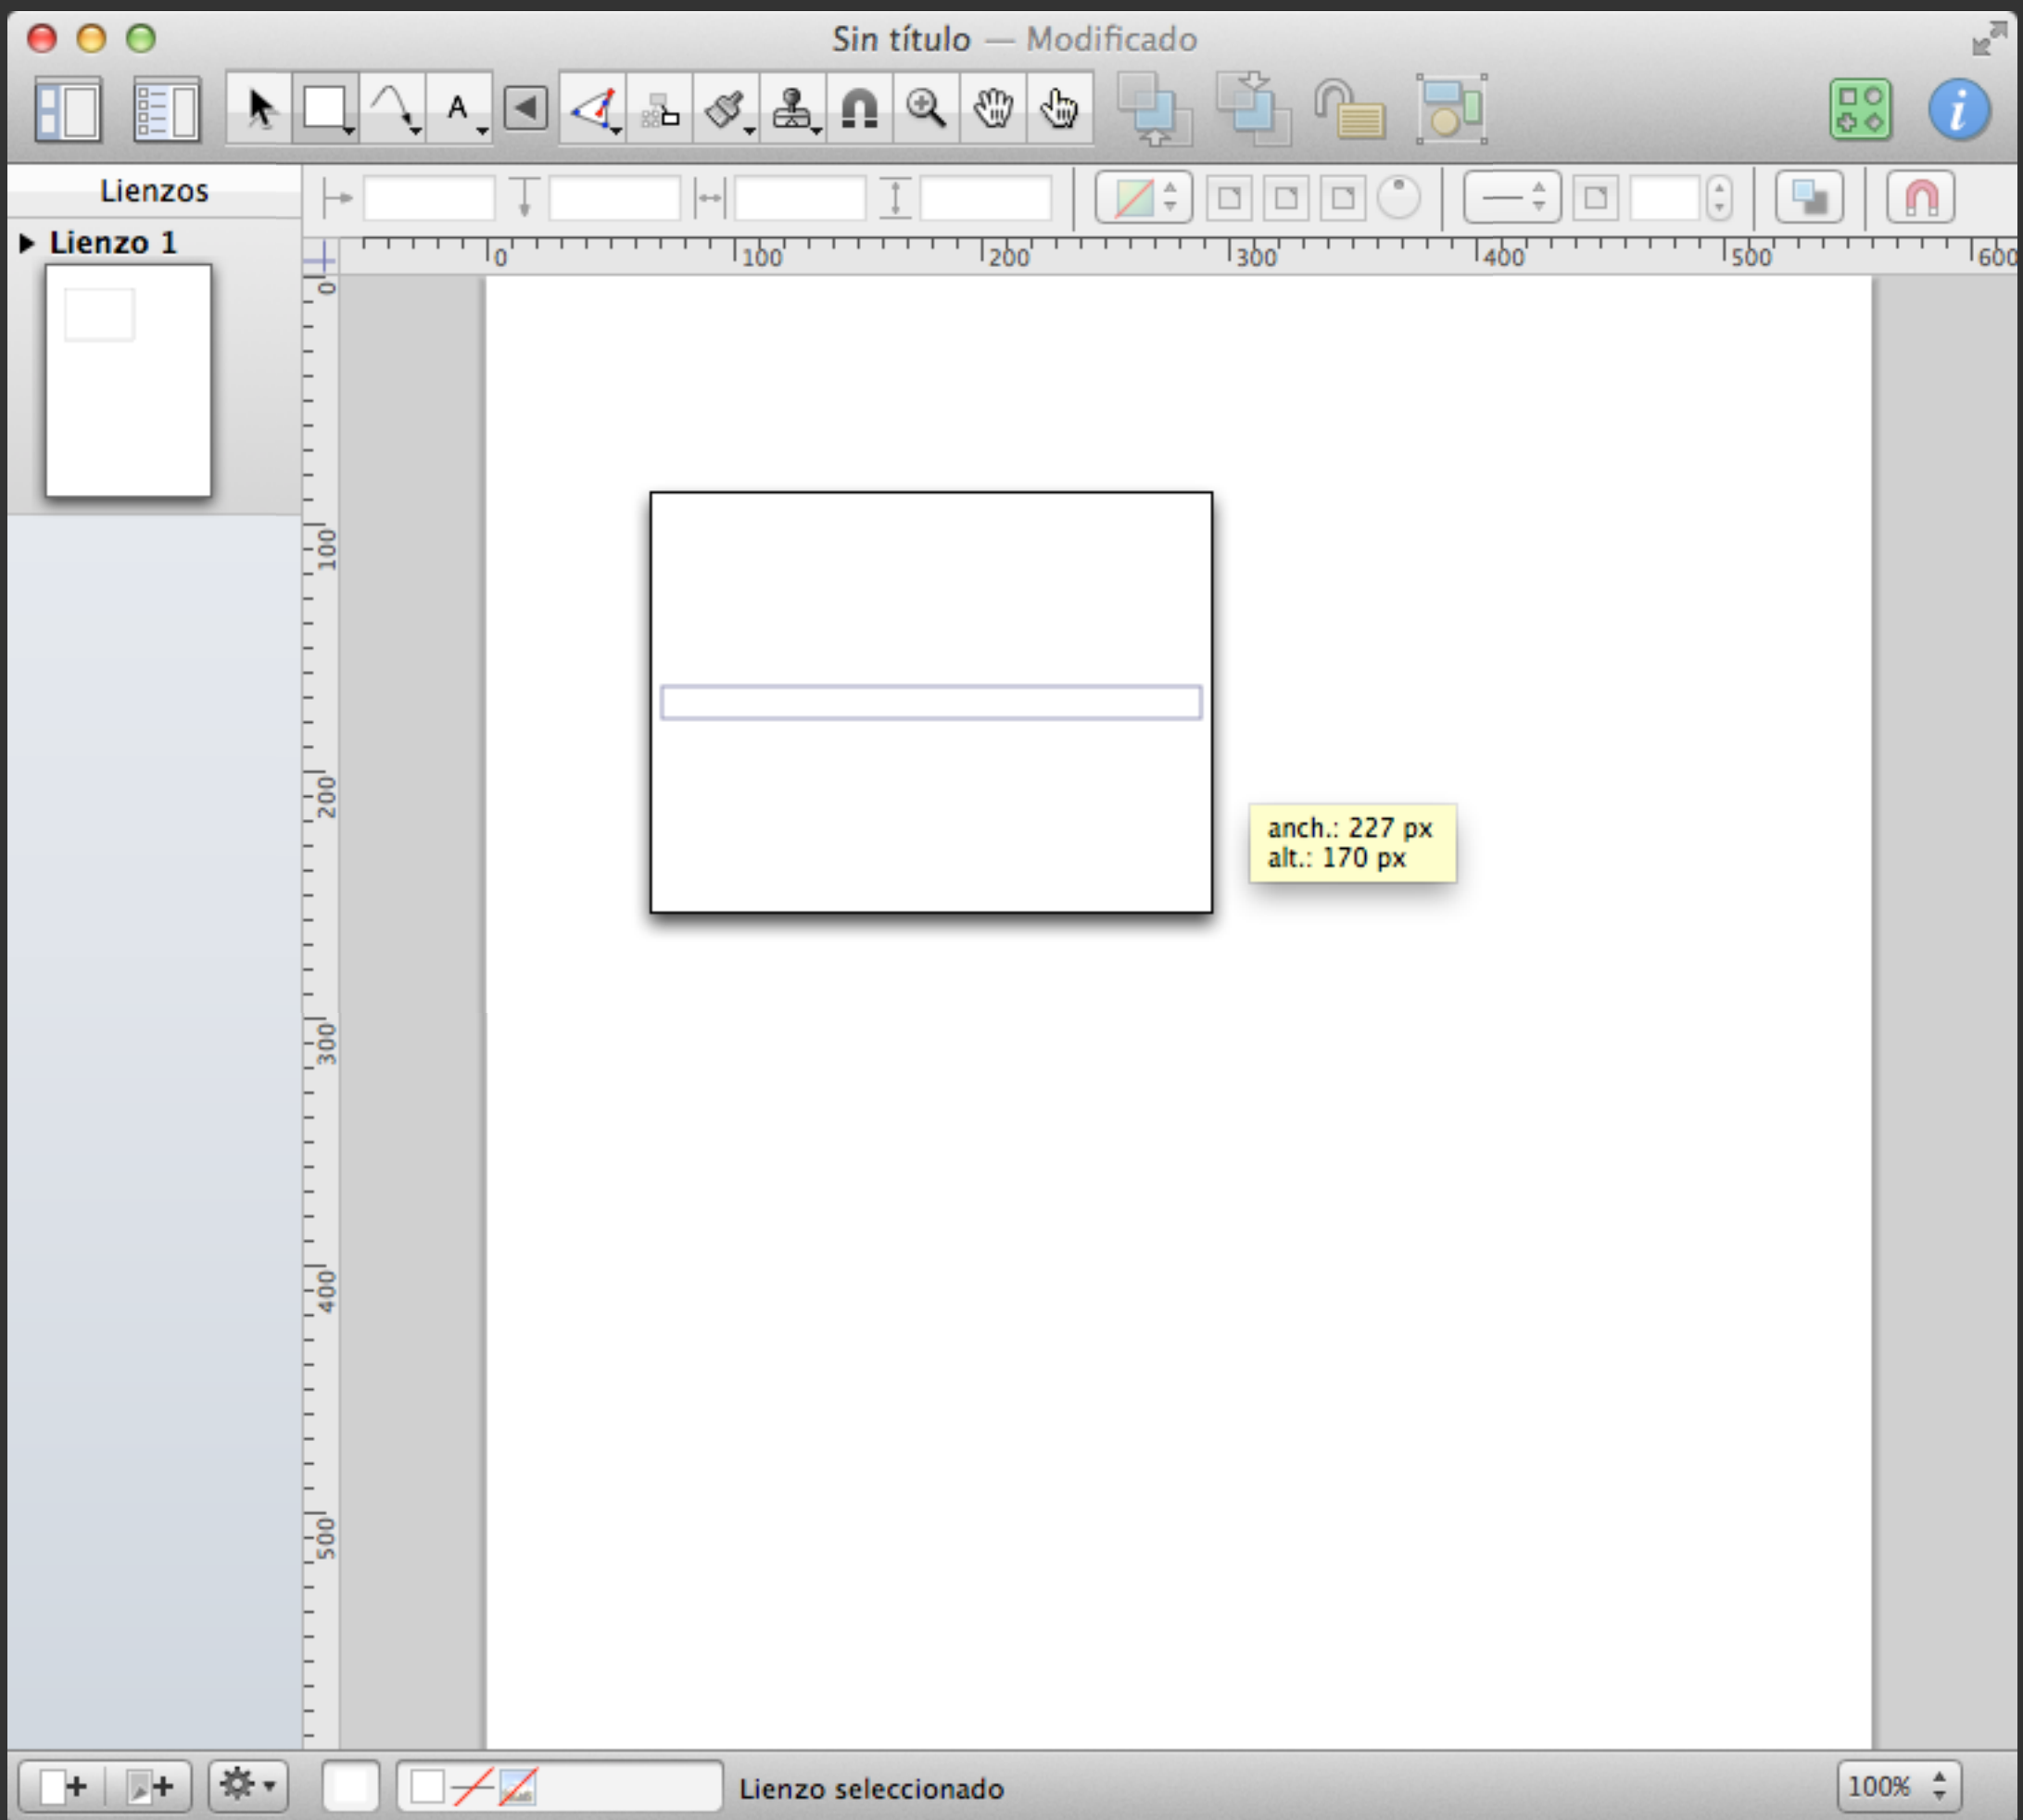 Sin título — Modificado
A
i
Lienzos
Lienzo 1
0
100
200
300
400
500
600
0
100
200
300
400
500
anch.: 227 px
alt.: 170 px
Lienzo seleccionado
100%